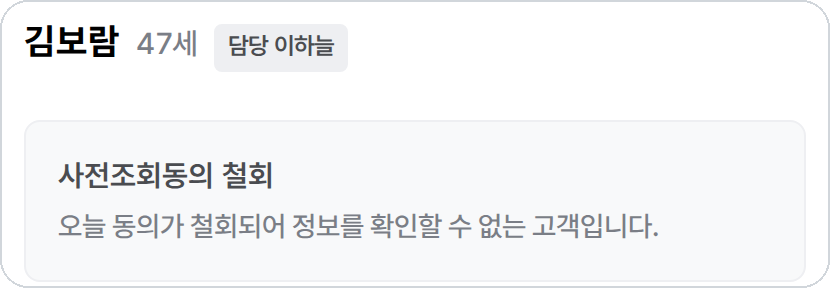 김보람 47세 담당 이하늘
사전조회동의 철회
오늘 동의가 철회되어 정보를 확인할 수 없는 고객입니다.